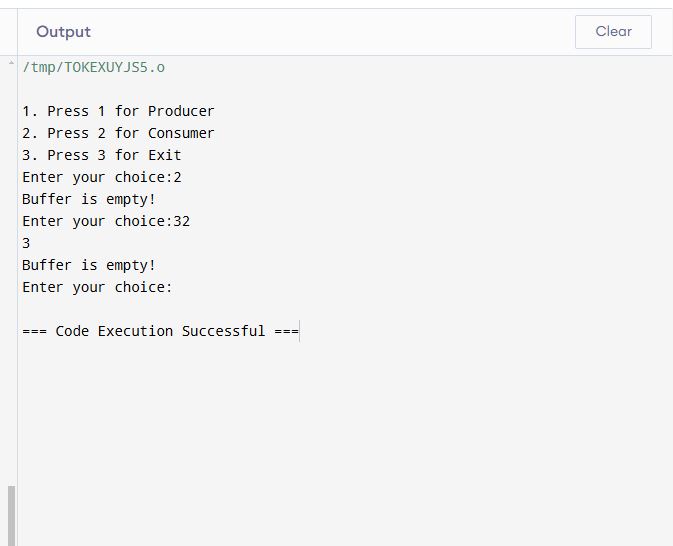 Output
Clear
/tmp/TOKEXUYJS5.o
1. Press 1 for Producer
2. Press 2 for Consumer
3. Press 3 for Exit
Enter your choice:2
Buffer is empty!
Enter your choice:32
3
Buffer is empty!
Enter your choice:
=== Code Execution Successful ===